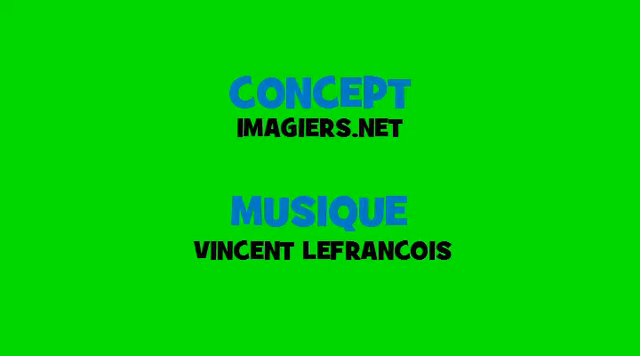 CONCEPT
IMAGIERS.NET
MUSIQUE
VINCENT LEFRANCOIS